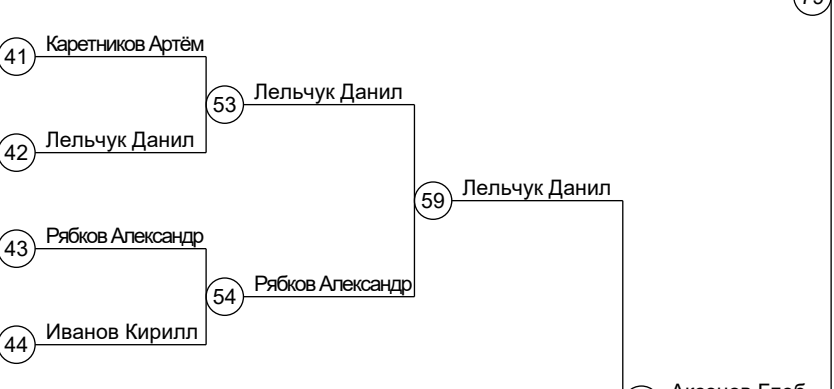 41 Каретников Артём
53 Лельчук Данил
42 Лельчук Данил
59 Лельчук Данил
43 Рябков Александр
54 Рябков Александр
44 Иванов Кирилл